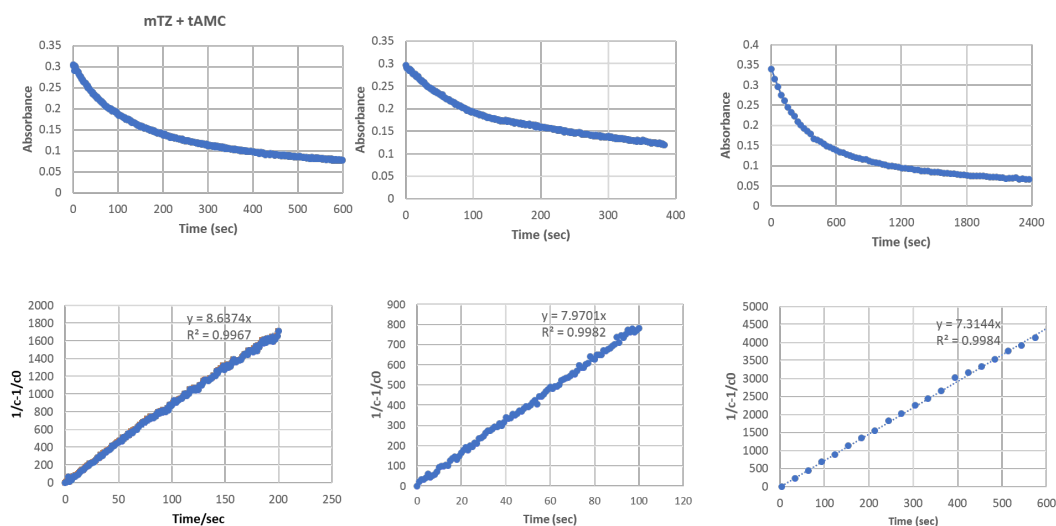 mTZ + tAMC
0.35
0.3
0.25
0.2
0.15
0.1
0.05
0
Absorbance
0 100 200 300 400 500 600
Time (sec)
0.35
0.3
0.25
0.2
0.15
0.1
0.05
0
Absorbance
0 100 200 300 400
Time (sec)
0.4
0.35
0.3
0.25
0.2
0.15
0.1
0.05
0
Absorbance
0 600 1200 1800 2400
Time (sec)
2000
1800
1600
1400
1200
1000
800
600
400
200
0
1/c-1/c0
y = 8.6374x
R² = 0.9967
0 50 100 150 200 250
Time/sec
900
800
700
600
500
400
300
200
100
0
1/c-1/c0
y = 7.9701x
R² = 0.9982
0 20 40 60 80 100 120
Time (sec)
5000
4500
4000
3500
3000
2500
2000
1500
1000
500
0
1/c-1/c0
y = 7.3144x
R² = 0.9984
0 100 200 300 400 500 600
Time (sec)